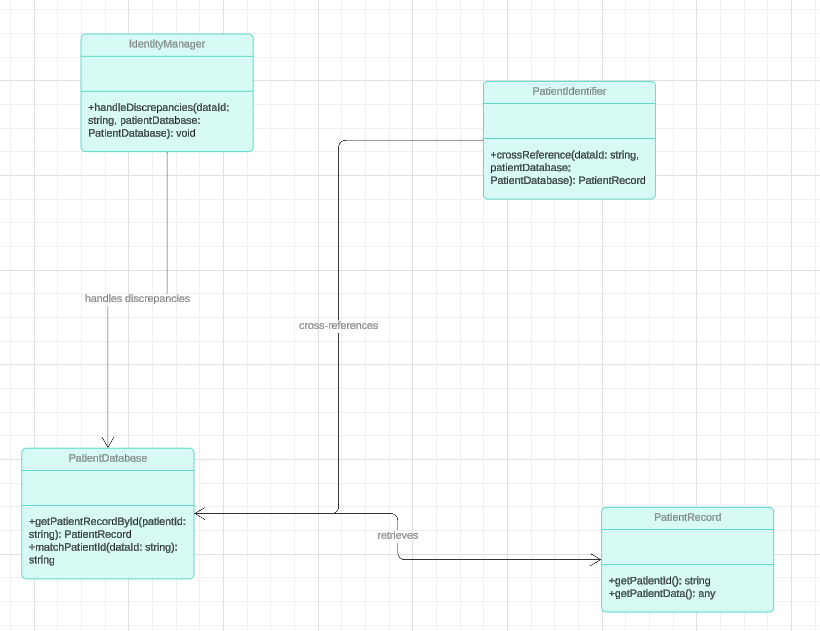 IdentityManager
+handleDiscrepancies(dataId:
string, patientDatabase:
PatientDatabase): void
PatientIdentifier
+crossReference(dataId: string,
patientDatabase:
PatientDatabase): PatientRecord
handles discrepancies
cross-references
PatientDatabase
+getPatientRecordById(patientId:
string): PatientRecord
+matchPatientId(dataId: string):
string
retrieves
PatientRecord
+getPatientId(): string
+getPatientData(): any